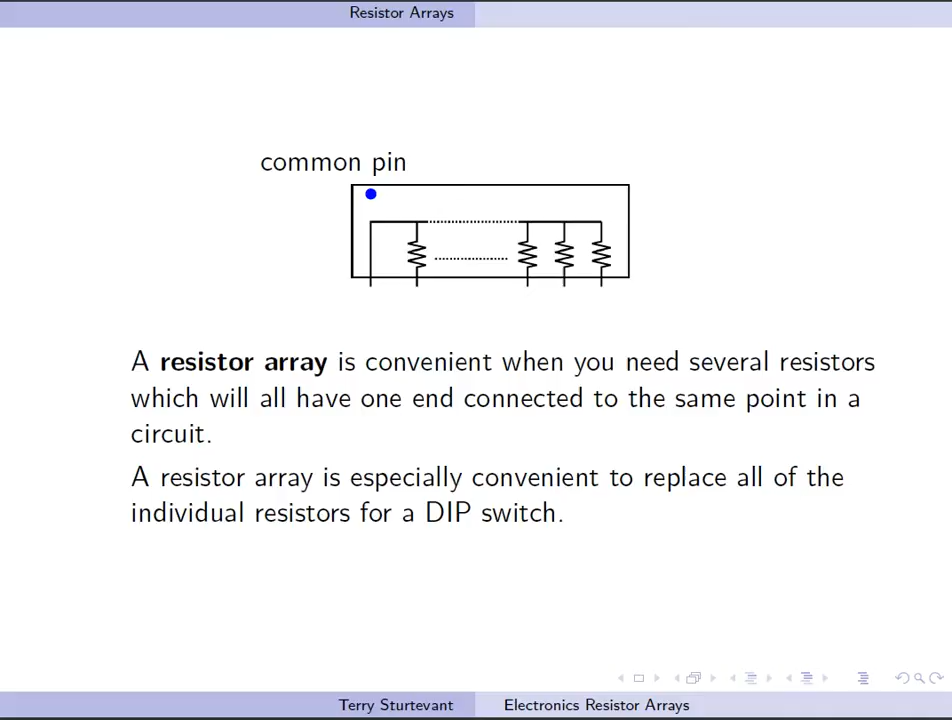 Resistor Arrays
common pin
A resistor array is convenient when you need several resistors
which will all have one end connected to the same point in a
circuit.
A resistor array is especially convenient to replace all of the
individual resistors for a DIP switch.
Terry Sturtevant
Electronics Resistor Arrays